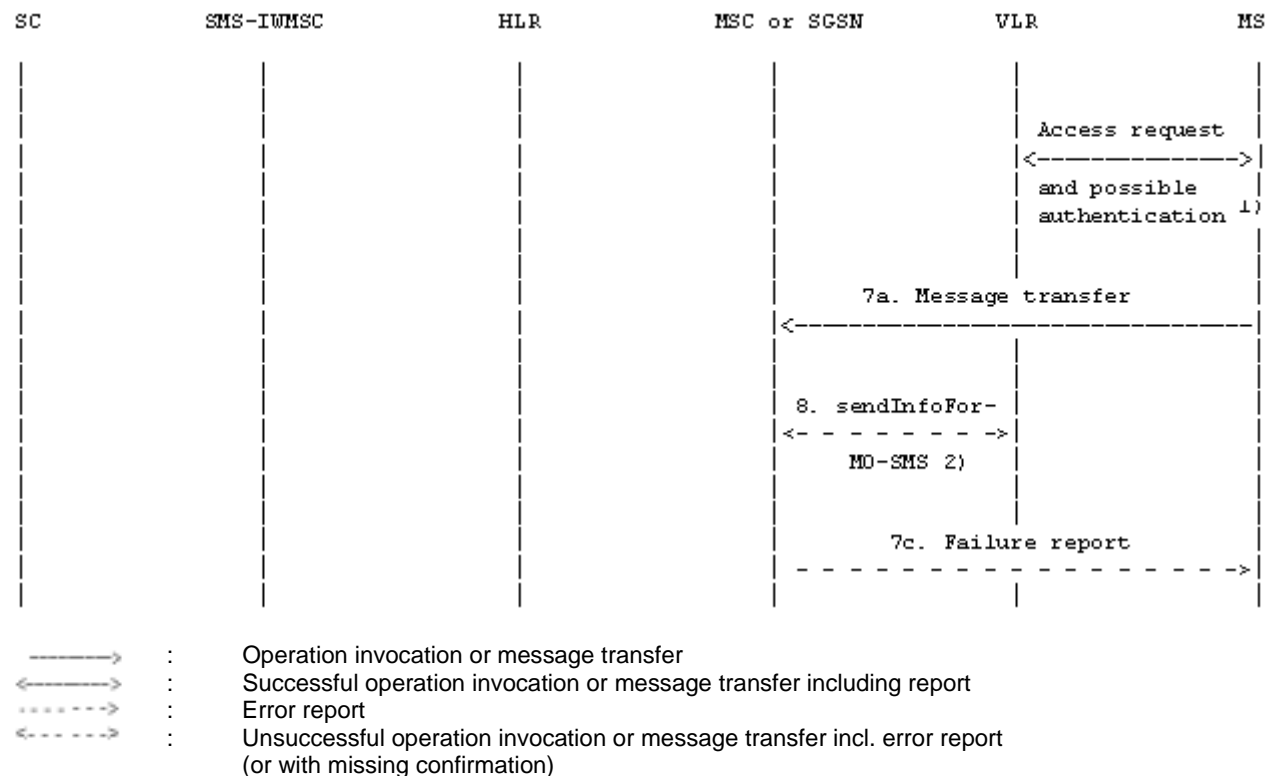 SC SMS-IWMSC HLR MSC or SGSN VLR MS
Access request
and possible
authentication 1)
7a. Message transfer
8. sendInfoFor-
MO-SMS 2)
7c. Failure report
: Operation invocation or message transfer
: Successful operation invocation or message transfer including report
: Error report
: Unsuccessful operation invocation or message transfer incl. error report
(or with missing confirmation)